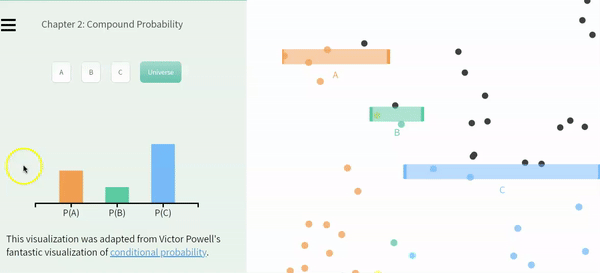 Chapter 2: Compound Probability
A
B
C
Universe
P(A)
P(B)
P(C)
This visualization was adapted from Victor Powell's
fantastic visualization of conditional probability.
A
B
C